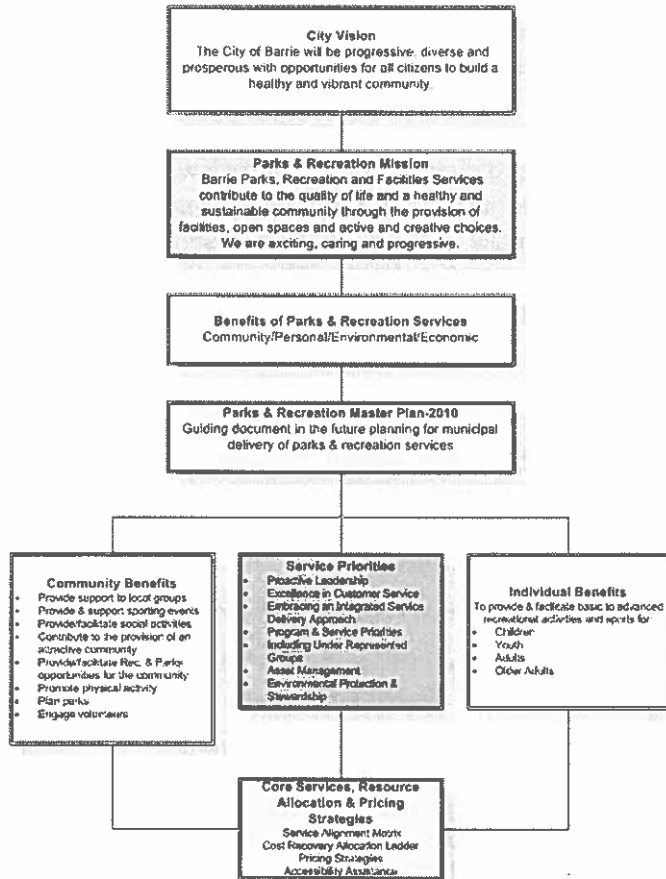 City Vision
The City of Barrie will be progressive, diverse and
prosperous with opportunities for all citizens to build a
healthy and vibrant community.
Parks & Recreation Mission
Barrie Parks, Recreation and Facilities Services
contribute to the quality of life and a healthy and
sustainable community through the provision of
facilities, open spaces and active and creative choices.
We are exciting, caring and progressive.
Benefits of Parks & Recreation Services
Community/Personal/Environmental/Economic
Parks & Recreation Master Plan-2010
Guiding document in the future planning for municipal
delivery of parks & recreation services
Community Benefits
• Provide support to local groups
• Provide & support sporting events
• Provide/facilitate social activities
• Contribute to the provision of an
attractive community
• Provide/facilitate Rec. & Parks
opportunities for the community
• Promote physical activity
• Plan parks
• Engage volunteers
Service Priorities
• Proactive Leadership
• Excellence in Customer Service
• Embracing an Integrated Service
Delivery Approach
• Program & Service Priorities
• Including Under Represented
Groups
• Asset Management
• Environmental Protection &
Stewardship
Individual Benefits
To provide & facilitate basic to advanced
recreational activities and sports for
• Children
• Youth
• Adults
• Older Adults
Core Services, Resource
Allocation & Pricing
Strategies
Service Alignment Matrix
Cost Recovery Allocation Ladder
Pricing Strategies
Accessibility Assistance